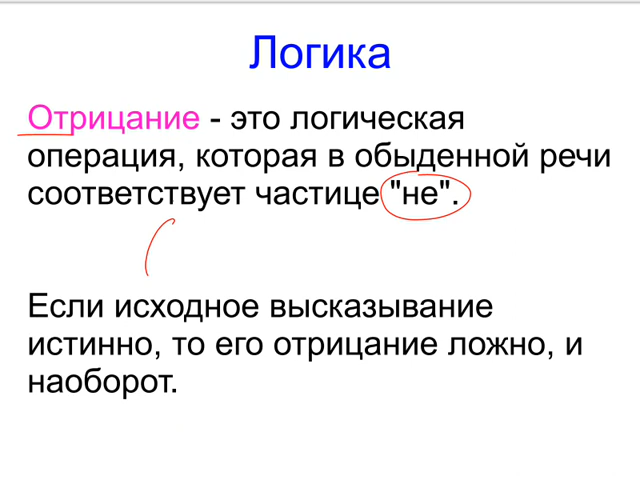 Логика
Отрицание - это логическая
операция, которая в обыденной речи
соответствует частице "не".
Если исходное высказывание
истинно, то его отрицание ложно, и
наоборот.